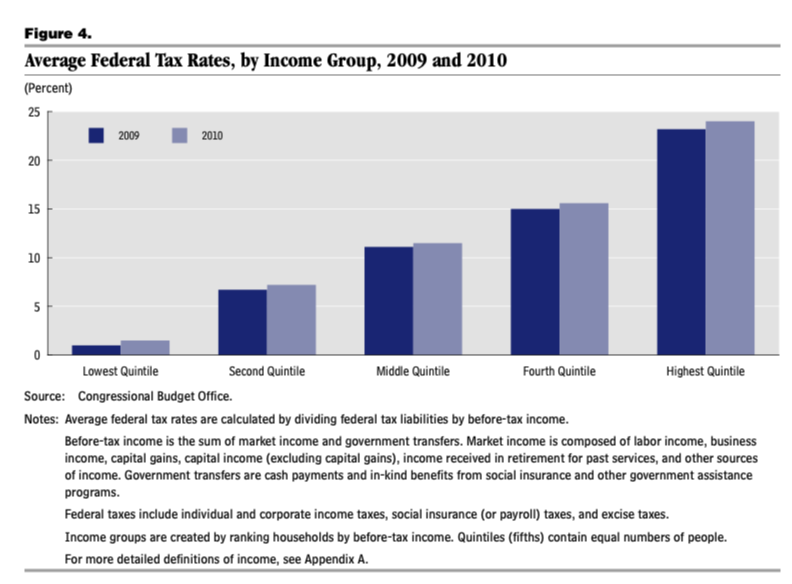 Figure 4.
Average Federal Tax Rates, by Income Group, 2009 and 2010
(Percent)
25
2009 2010
20
15
10
5
0
Lowest Quintile Second Quintile Middle Quintile Fourth Quintile Highest Quintile
Source: Congressional Budget Office.
Notes: Average federal tax rates are calculated by dividing federal tax liabilities by before-tax income.
Before-tax income is the sum of market income and government transfers. Market income is composed of labor income, business
income, capital gains, capital income (excluding capital gains), income received in retirement for past services, and other sources
of income. Government transfers are cash payments and in-kind benefits from social insurance and other government assistance
programs.
Federal taxes include individual and corporate income taxes, social insurance (or payroll) taxes, and excise taxes.
Income groups are created by ranking households by before-tax income. Quintiles (fifths) contain equal numbers of people.
For more detailed definitions of income, see Appendix A.